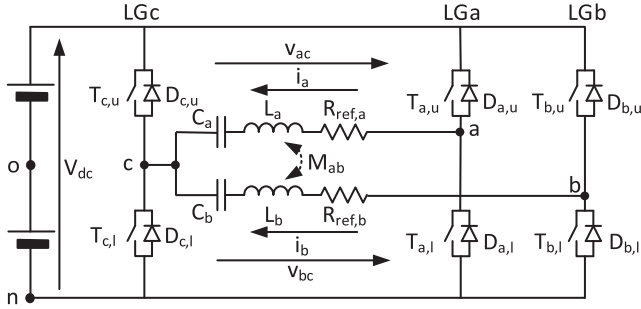 LGc LGa LGb
v_ac
i_a
T_c,u D_c,u L_a R_ref,a T_a,u D_a,u T_b,u D_b,u
C_a
a
o V_dc c M_ab
b
C_b
L_b R_ref,b
T_c,l D_c,l i_b T_a,l D_a,l T_b,l D_b,l
v_bc
n